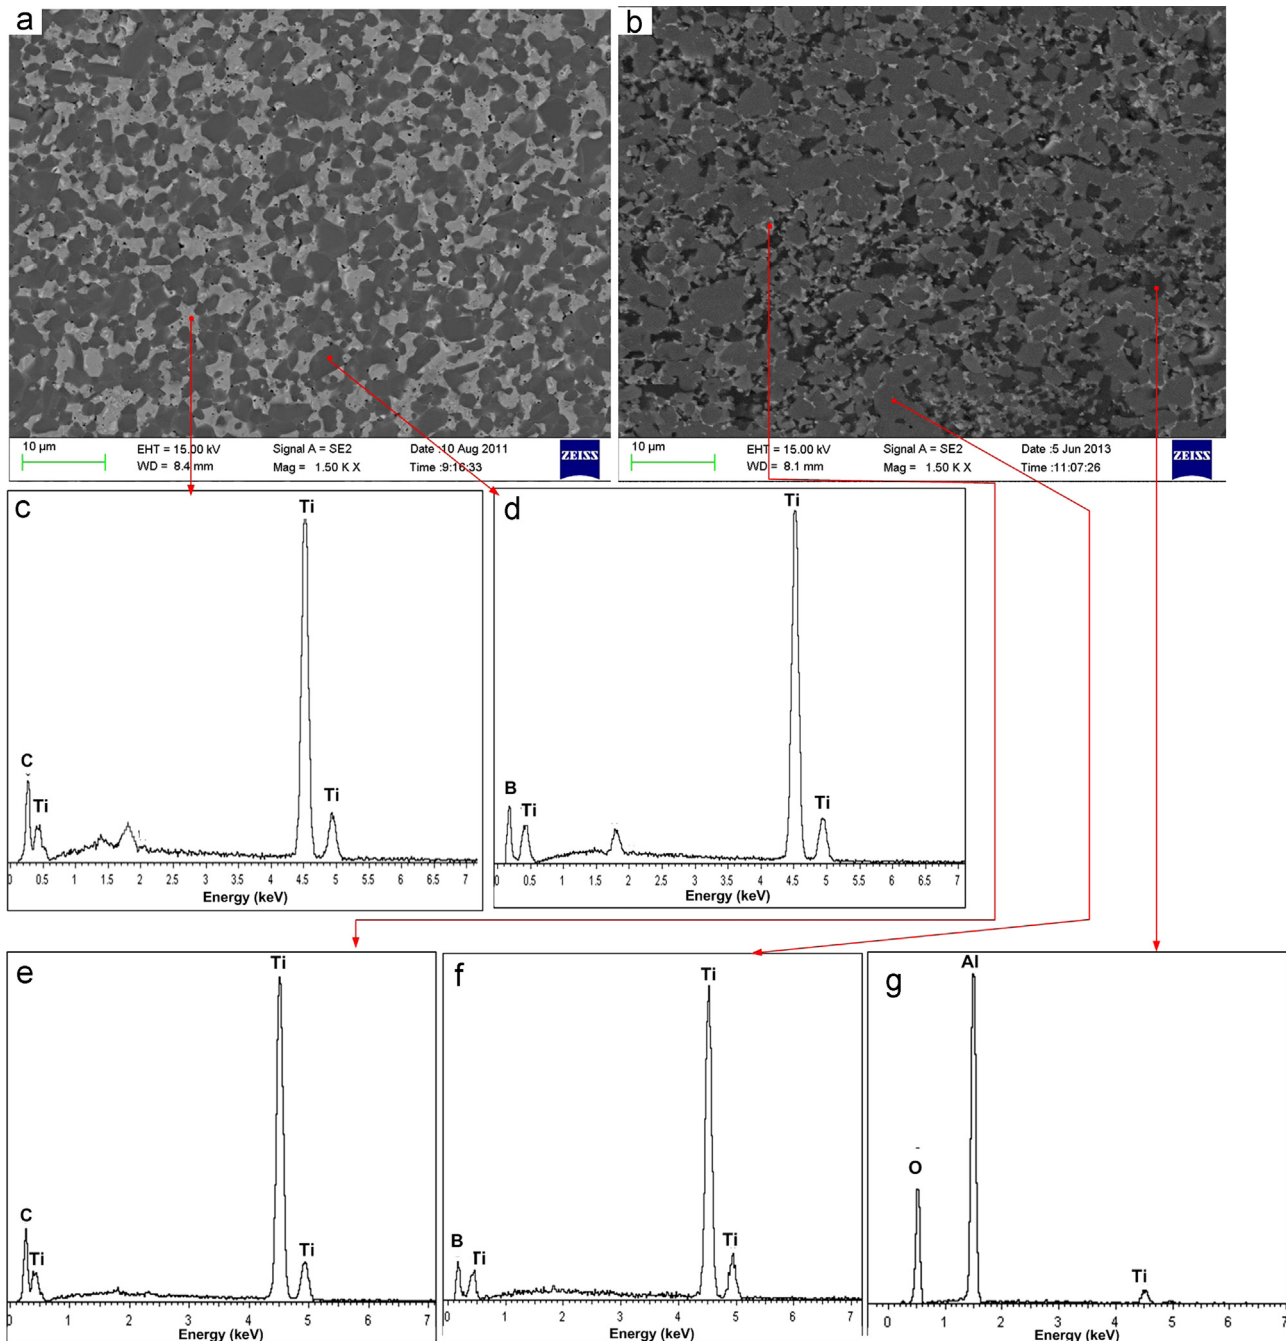 a
b
10 µm
EHT = 15.00 kV
Signal A = SE2
Date :10 Aug 2011
WD = 8.4 mm
Mag = 1.50 K X
Time :9:16:33
ZEISS
10 µm
EHT = 15.00 kV
Signal A = SE2
Date :5 Jun 2013
WD = 8.1 mm
Mag = 1.50 K X
Time :11:07:26
ZEISS
c
Ti
C
Ti
Ti
0 0.5 1 1.5 2 2.5 3 3.5 4 4.5 5 5.5 6 6.5 7
Energy (keV)
d
Ti
B
Ti
Ti
0 0.5 1 1.5 2 2.5 3 3.5 4 4.5 5 5.5 6 6.5 7
Energy (keV)
e
Ti
C
Ti
Ti
0 1 2 3 4 5 6 7
Energy (keV)
f
Ti
B
Ti
Ti
0 1 2 3 4 5 6 7
Energy (keV)
g
Al
O
Ti
0 1 2 3 4 5 6 7
Energy (keV)